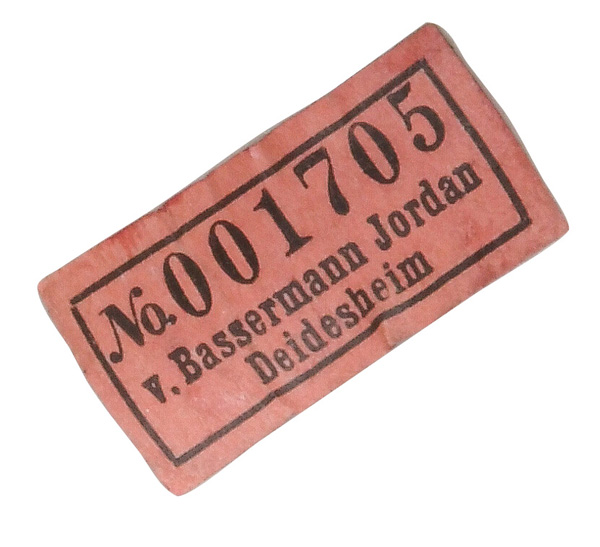 No. 001705
v. Bassermann Jordan
Deidesheim